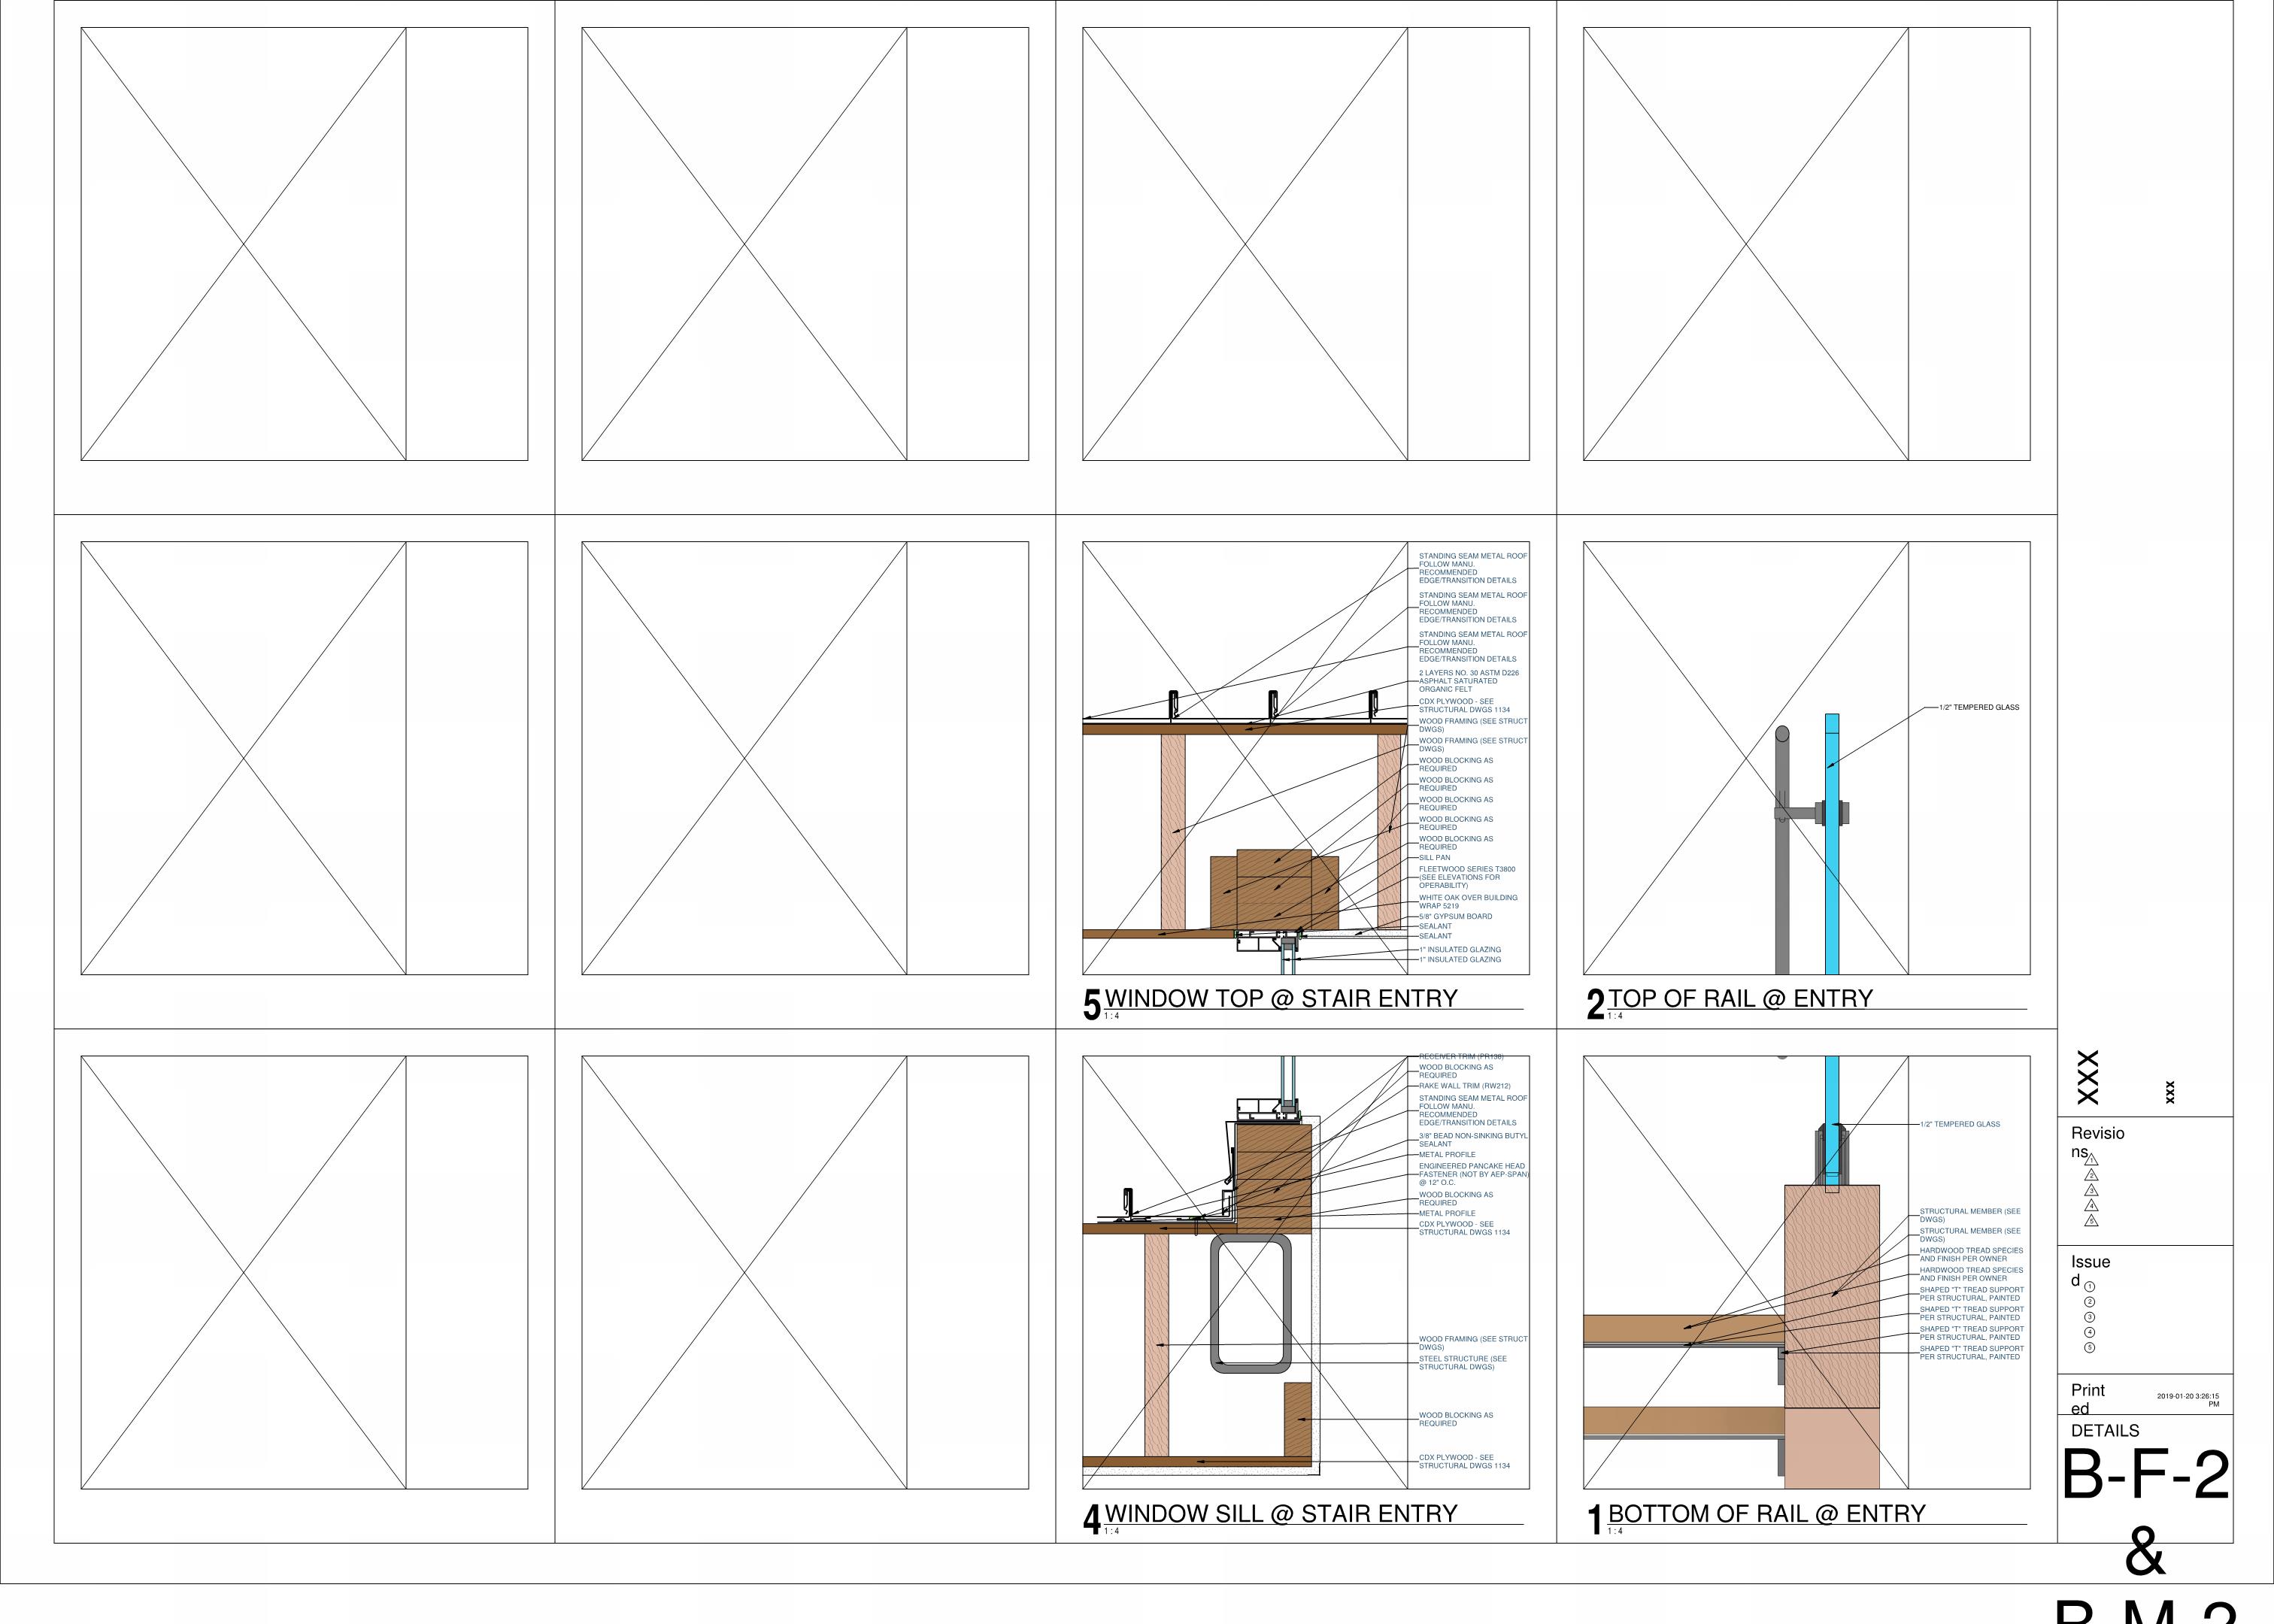 STANDING SEAM METAL ROOF
FOLLOW MANU.
RECOMMENDED
EDGE/TRANSITION DETAILS
STANDING SEAM METAL ROOF
FOLLOW MANU.
RECOMMENDED
EDGE/TRANSITION DETAILS
STANDING SEAM METAL ROOF
FOLLOW MANU.
RECOMMENDED
EDGE/TRANSITION DETAILS
2 LAYERS NO. 30 ASTM D226
ASPHALT SATURATED
ORGANIC FELT
CDX PLYWOOD - SEE
STRUCTURAL DWGS 1134
WOOD FRAMING (SEE STRUCT
DWGS)
WOOD FRAMING (SEE STRUCT
DWGS)
WOOD BLOCKING AS
REQUIRED
WOOD BLOCKING AS
REQUIRED
WOOD BLOCKING AS
REQUIRED
WOOD BLOCKING AS
REQUIRED
WOOD BLOCKING AS
REQUIRED
SILL PAN
FLEETWOOD SERIES T3800
(SEE ELEVATIONS FOR
OPERABILITY)
WHITE OAK OVER BUILDING
WRAP 5219
5/8" GYPSUM BOARD
SEALANT
SEALANT
1" INSULATED GLAZING
1" INSULATED GLAZING
5 WINDOW TOP @ STAIR ENTRY
1 : 4
1/2" TEMPERED GLASS
2 TOP OF RAIL @ ENTRY
1 : 4
RECEIVER TRIM (PR138)
WOOD BLOCKING AS
REQUIRED
RAKE WALL TRIM (RW212)
STANDING SEAM METAL ROOF
FOLLOW MANU.
RECOMMENDED
EDGE/TRANSITION DETAILS
3/8" BEAD NON-SINKING BUTYL
SEALANT
METAL PROFILE
ENGINEERED PANCAKE HEAD
FASTENER (NOT BY AEP-SPAN)
@ 12" O.C.
WOOD BLOCKING AS
REQUIRED
METAL PROFILE
CDX PLYWOOD - SEE
STRUCTURAL DWGS 1134
WOOD FRAMING (SEE STRUCT
DWGS)
STEEL STRUCTURE (SEE
STRUCTURAL DWGS)
WOOD BLOCKING AS
REQUIRED
CDX PLYWOOD - SEE
STRUCTURAL DWGS 1134
4 WINDOW SILL @ STAIR ENTRY
1 : 4
1/2" TEMPERED GLASS
STRUCTURAL MEMBER (SEE
DWGS)
STRUCTURAL MEMBER (SEE
DWGS)
HARDWOOD TREAD SPECIES
AND FINISH PER OWNER
HARDWOOD TREAD SPECIES
AND FINISH PER OWNER
SHAPED "T" TREAD SUPPORT
PER STRUCTURAL, PAINTED
SHAPED "T" TREAD SUPPORT
PER STRUCTURAL, PAINTED
SHAPED "T" TREAD SUPPORT
PER STRUCTURAL, PAINTED
SHAPED "T" TREAD SUPPORT
PER STRUCTURAL, PAINTED
1 BOTTOM OF RAIL @ ENTRY
1 : 4
XXX
xxx
Revisio
ns
1
2
3
4
5
Issue
d
1
2
3
4
5
Print
ed
2019-01-20 3:26:15
PM
DETAILS
B-F-2
&